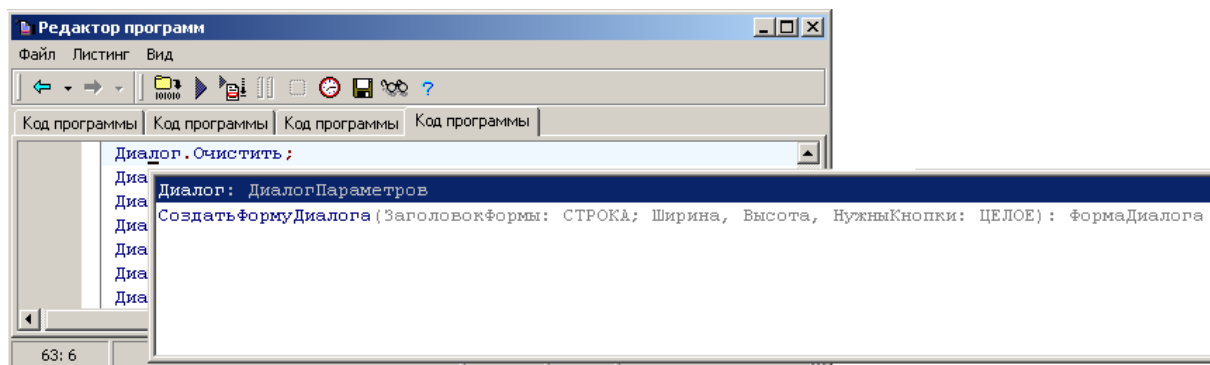 Редактор программ
Файл Листинг Вид
101010 ?
Код программы Код программы Код программы Код программы
Диалог.Очистить;
Диа
Диалог: ДиалогПараметров
Диа
СоздатьФормуДиалога(ЗаголовокФормы: СТРОКА; Ширина, Высота, НужныКнопки: ЦЕЛОЕ): ФормаДиалога
Диа
Диа
Диа
Диа
63: 6